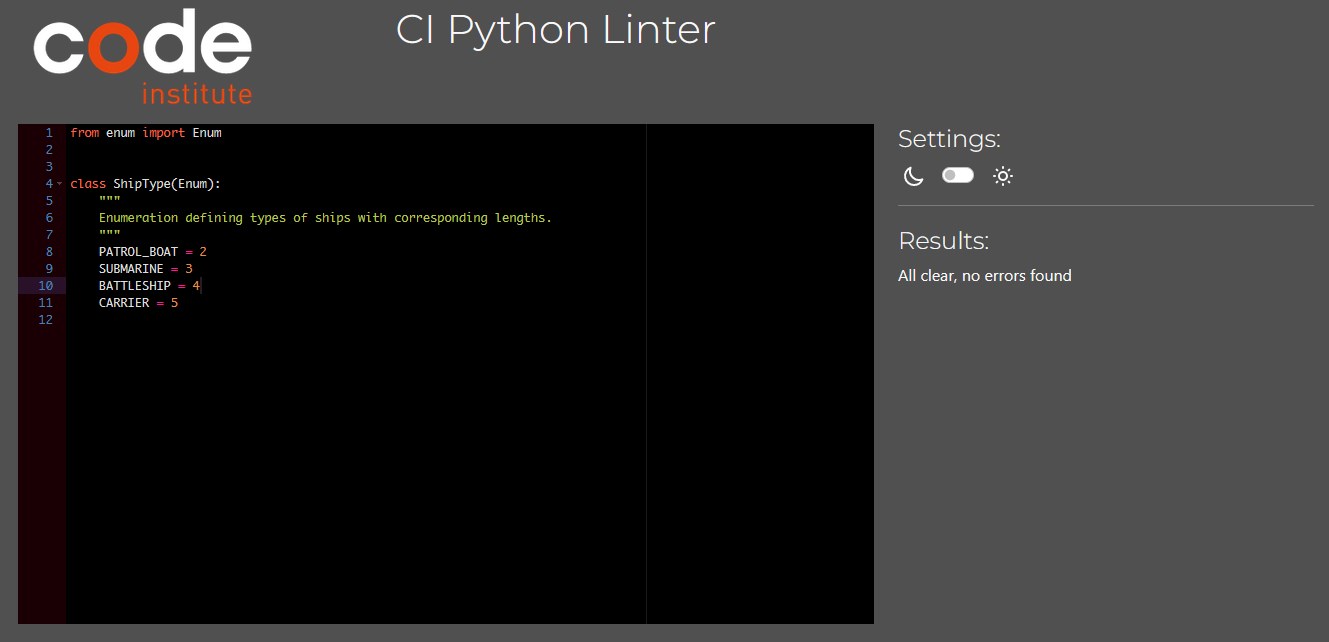 code
institute
CI Python Linter
1 from enum import Enum
2
3
4 class ShipType(Enum):
5 """
6 Enumeration defining types of ships with corresponding lengths.
7 """
8 PATROL_BOAT = 2
9 SUBMARINE = 3
10 BATTLESHIP = 4
11 CARRIER = 5
12
Settings:
Results:
All clear, no errors found